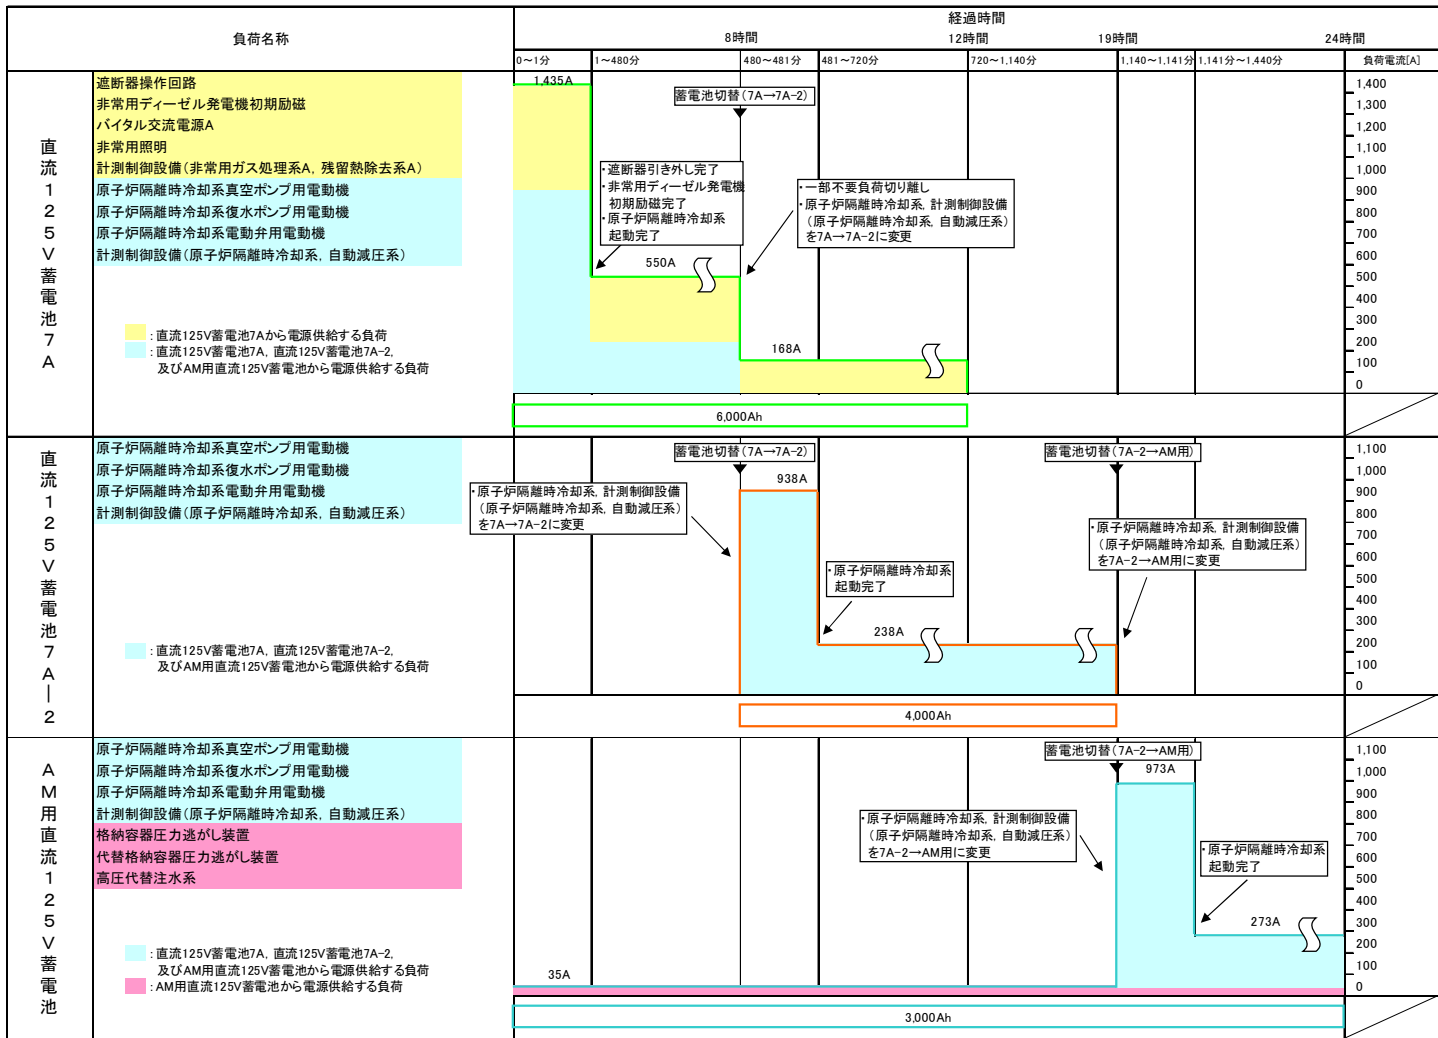 負荷名称
経過時間
8時間
12時間
19時間
24時間
0～1分
1～480分
480～481分
481～720分
720～1,140分
1,140～1,141分
1,141分～1,440分
負荷電流[A]
直流125V蓄電池7A
遮断器操作回路
非常用ディーゼル発電機初期励磁
バイタル交流電源A
非常用照明
計測制御設備(非常用ガス処理系A, 残留熱除去系A)
原子炉隔離時冷却系真空ポンプ用電動機
原子炉隔離時冷却系復水ポンプ用電動機
原子炉隔離時冷却系電動弁用電動機
計測制御設備(原子炉隔離時冷却系, 自動減圧系)
:直流125V蓄電池7Aから電源供給する負荷
:直流125V蓄電池7A, 直流125V蓄電池7A-2,
及びAM用直流125V蓄電池から電源供給する負荷
1,435A
蓄電池切替(7A→7A-2)
・遮断器引き外し完了
・非常用ディーゼル発電機
初期励磁完了
・原子炉隔離時冷却系
起動完了
・一部不要負荷切り離し
・原子炉隔離時冷却系, 計測制御設備
(原子炉隔離時冷却系, 自動減圧系)
を7A→7A-2に変更
550A
168A
1,400
1,300
1,200
1,100
1,000
900
800
700
600
500
400
300
200
100
0
6,000Ah
直流125V蓄電池7A―2
原子炉隔離時冷却系真空ポンプ用電動機
原子炉隔離時冷却系復水ポンプ用電動機
原子炉隔離時冷却系電動弁用電動機
計測制御設備(原子炉隔離時冷却系, 自動減圧系)
:直流125V蓄電池7A, 直流125V蓄電池7A-2,
及びAM用直流125V蓄電池から電源供給する負荷
蓄電池切替(7A→7A-2)
蓄電池切替(7A-2→AM用)
938A
・原子炉隔離時冷却系, 計測制御設備
(原子炉隔離時冷却系, 自動減圧系)
を7A→7A-2に変更
・原子炉隔離時冷却系
起動完了
・原子炉隔離時冷却系, 計測制御設備
(原子炉隔離時冷却系, 自動減圧系)
を7A-2→AM用に変更
238A
1,100
1,000
900
800
700
600
500
400
300
200
100
0
4,000Ah
AM用直流125V蓄電池
原子炉隔離時冷却系真空ポンプ用電動機
原子炉隔離時冷却系復水ポンプ用電動機
原子炉隔離時冷却系電動弁用電動機
計測制御設備(原子炉隔離時冷却系, 自動減圧系)
格納容器圧力逃がし装置
代替格納容器圧力逃がし装置
高圧代替注水系
:直流125V蓄電池7A, 直流125V蓄電池7A-2,
及びAM用直流125V蓄電池から電源供給する負荷
:AM用直流125V蓄電池から電源供給する負荷
蓄電池切替(7A-2→AM用)
973A
・原子炉隔離時冷却系, 計測制御設備
(原子炉隔離時冷却系, 自動減圧系)
を7A-2→AM用に変更
・原子炉隔離時冷却系
起動完了
273A
35A
1,100
1,000
900
800
700
600
500
400
300
200
100
0
3,000Ah